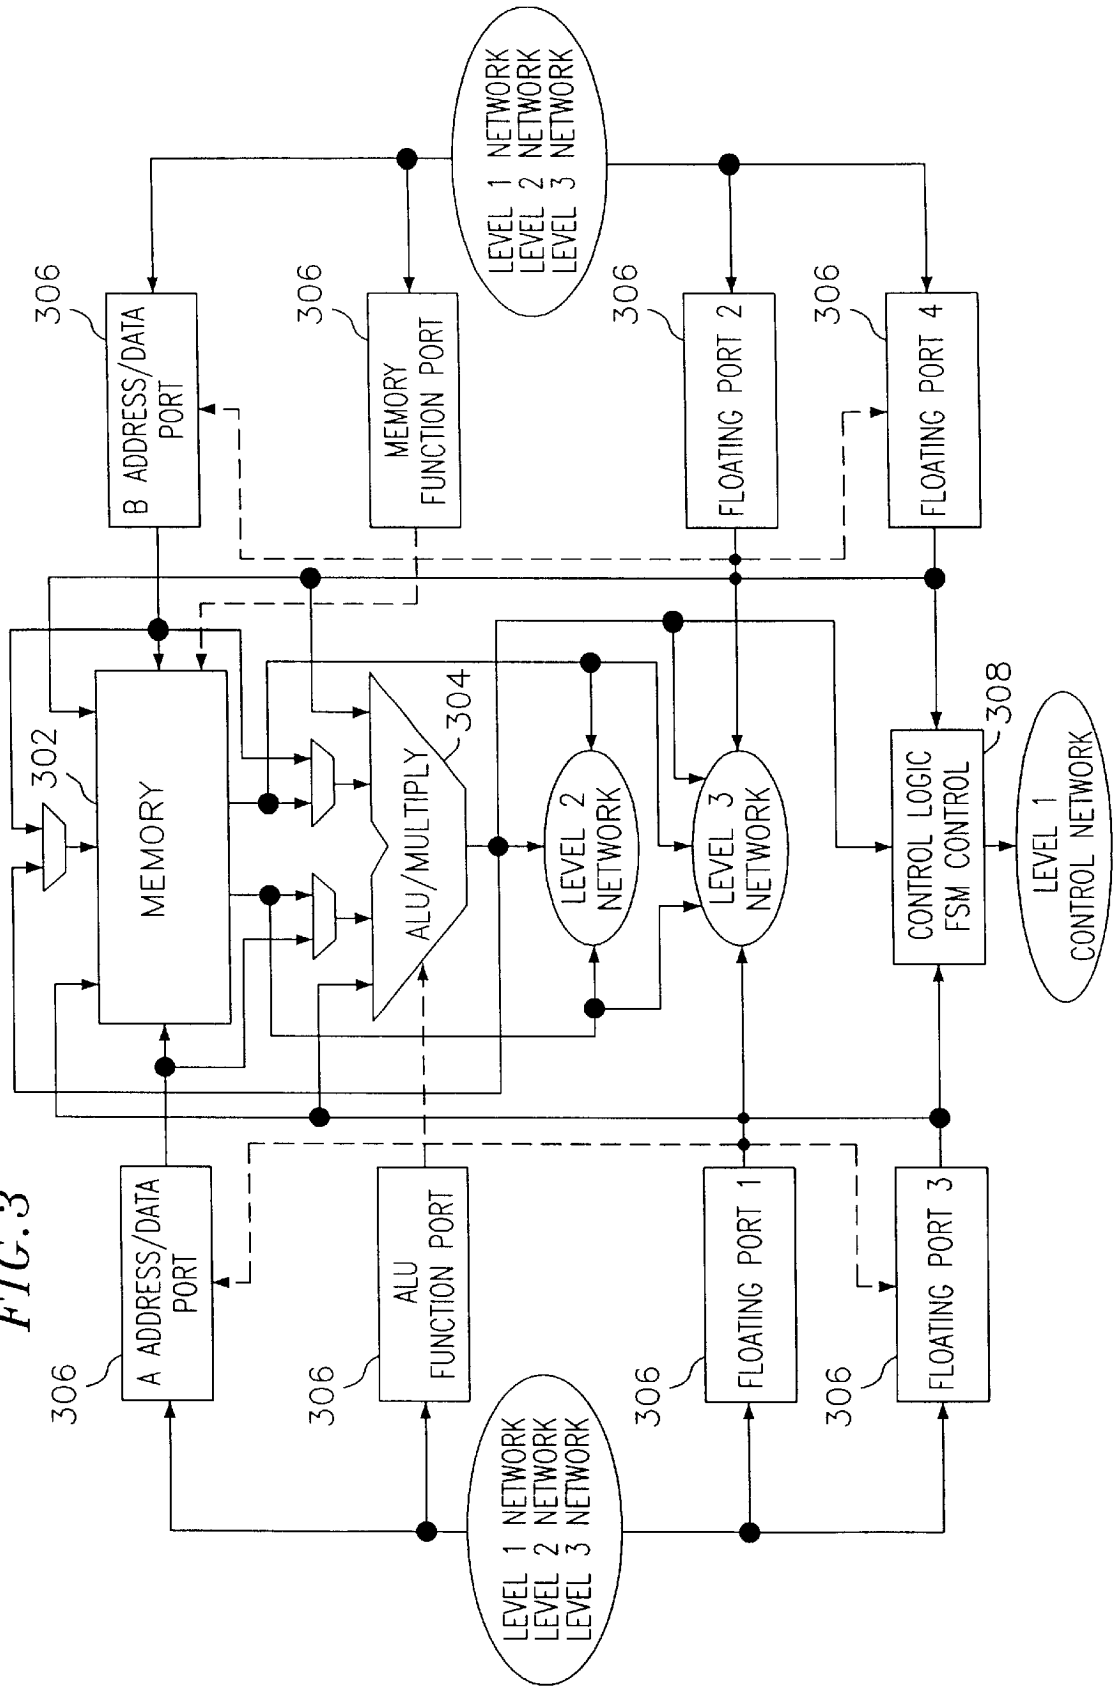 FIG.3
LEVEL 1 NETWORK
LEVEL 2 NETWORK
LEVEL 3 NETWORK
306
A ADDRESS/DATA
PORT
306
ALU
FUNCTION PORT
306
FLOATING PORT 1
306
FLOATING PORT 3
302
MEMORY
304
ALU/MULTIPLY
LEVEL 2
NETWORK
LEVEL 3
NETWORK
308
CONTROL LOGIC
FSM CONTROL
LEVEL 1
CONTROL NETWORK
306
B ADDRESS/DATA
PORT
306
MEMORY
FUNCTION PORT
306
FLOATING PORT 2
306
FLOATING PORT 4
LEVEL 1 NETWORK
LEVEL 2 NETWORK
LEVEL 3 NETWORK